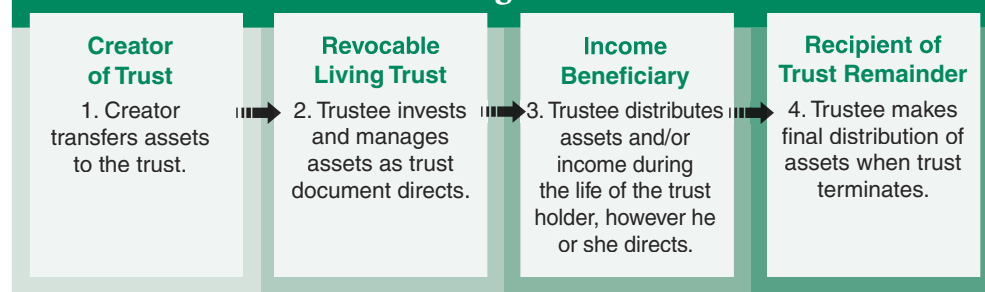 Creator
of Trust
1. Creator
transfers assets
to the trust.
Revocable
Living Trust
2. Trustee invests
and manages
assets as trust
document directs.
Income
Beneficiary
3. Trustee distributes
assets and/or
income during
the life of the trust
holder, however he
or she directs.
Recipient of
Trust Remainder
4. Trustee makes
final distribution of
assets when trust
terminates.